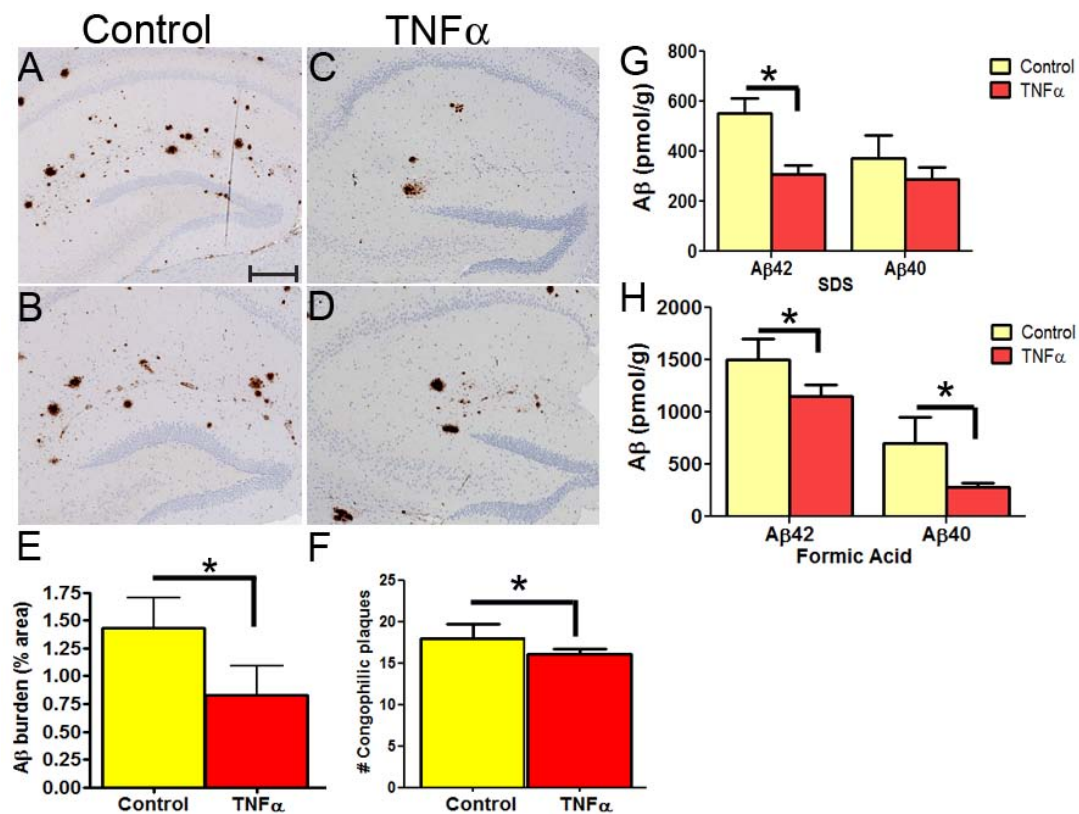 Control
TNFα
A
C
B
D
G
Aβ (pmol/g)
800
600
400
200
0
*
Control
TNFα
Aβ42
Aβ40
SDS
H
Aβ (pmol/g)
2000
1500
1000
500
0
*
*
Control
TNFα
Aβ42
Aβ40
Formic Acid
E
Aβ burden (% area)
1.75
1.50
1.25
1.00
0.75
0.50
0.25
0.00
*
Control
TNFα
F
# Congophilic plaques
25
20
15
10
5
0
*
Control
TNFα